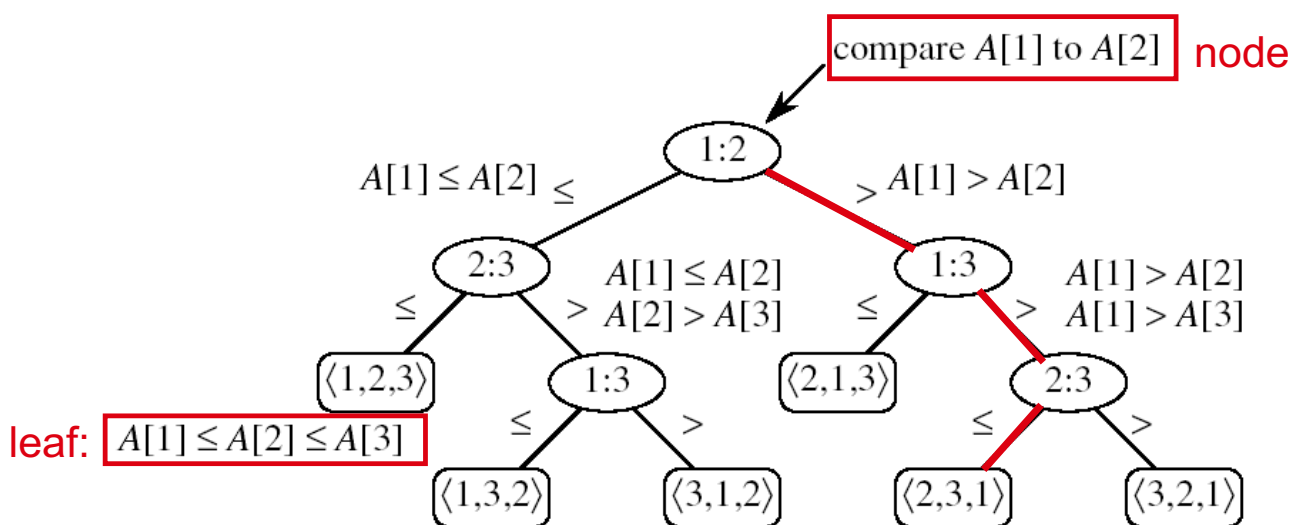 compare A[1] to A[2] node
1:2
A[1] ≤ A[2] ≤ > A[1] > A[2]
2:3 A[1] ≤ A[2] 1:3 A[1] > A[2]
≤ > A[2] > A[3] ≤ > A[1] > A[3]
⟨1,2,3⟩ 1:3 ⟨2,1,3⟩ 2:3
leaf: A[1] ≤ A[2] ≤ A[3] ≤ > ≤ >
⟨1,3,2⟩ ⟨3,1,2⟩ ⟨2,3,1⟩ ⟨3,2,1⟩